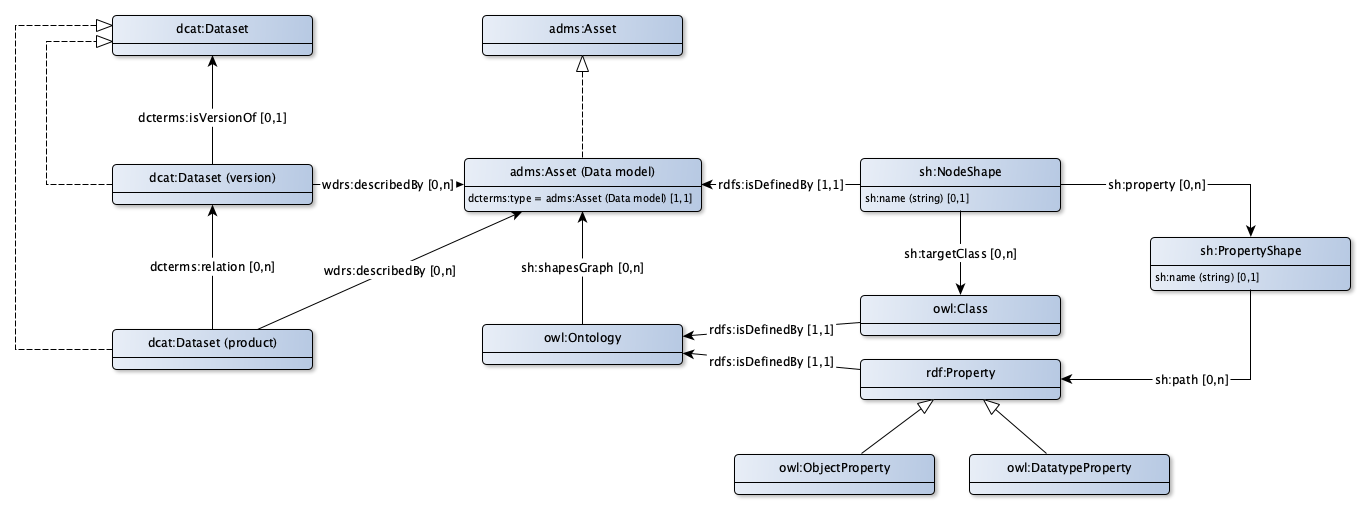 dcat:Dataset
adms:Asset
dcterms:isVersionOf [0,1]
dcat:Dataset (version)
wdrs:describedBy [0,n]
adms:Asset (Data model)
dcterms:type = adms:Asset (Data model) [1,1]
rdfs:isDefinedBy [1,1]
sh:NodeShape
sh:name (string) [0,1]
sh:property [0,n]
dcterms:relation [0,n]
wdrs:describedBy [0,n]
sh:shapesGraph [0,n]
sh:targetClass [0,n]
sh:PropertyShape
sh:name (string) [0,1]
dcat:Dataset (product)
owl:Ontology
rdfs:isDefinedBy [1,1]
owl:Class
rdfs:isDefinedBy [1,1]
rdf:Property
sh:path [0,n]
owl:ObjectProperty
owl:DatatypeProperty